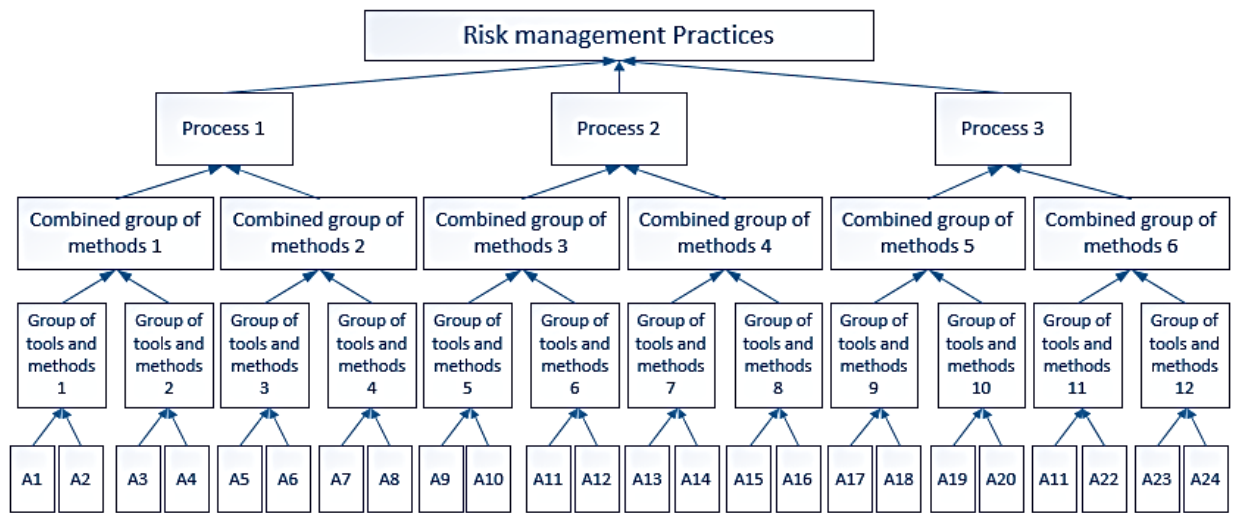 Risk management Practices
Process 1
Process 2
Process 3
Combined group of
methods 1
Combined group of
methods 2
Combined group of
methods 3
Combined group of
methods 4
Combined group of
methods 5
Combined group of
methods 6
Group of
tools and
methods
1
Group of
tools and
methods
2
Group of
tools and
methods
3
Group of
tools and
methods
4
Group of
tools and
methods
5
Group of
tools and
methods
6
Group of
tools and
methods
7
Group of
tools and
methods
8
Group of
tools and
methods
9
Group of
tools and
methods
10
Group of
tools and
methods
11
Group of
tools and
methods
12
A1
A2
A3
A4
A5
A6
A7
A8
A9
A10
A11
A12
A13
A14
A15
A16
A17
A18
A19
A20
A11
A22
A23
A24